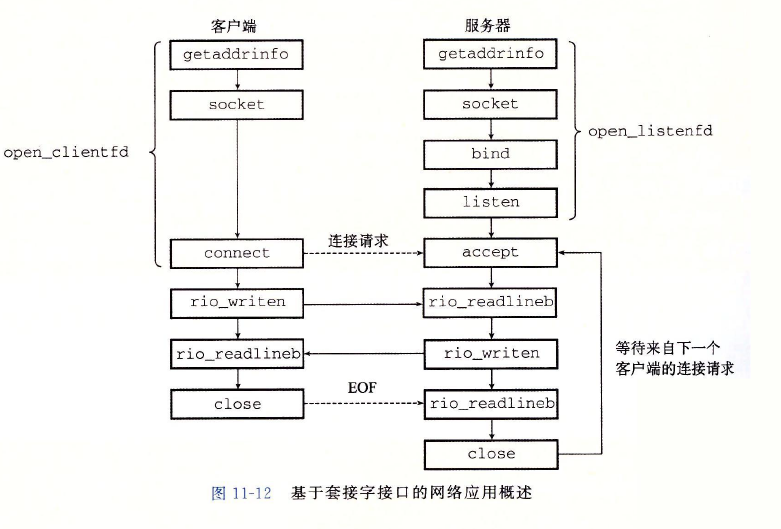 客户端
服务器
getaddrinfo
getaddrinfo
socket
socket
open_clientfd
open_listenfd
bind
listen
connect
连接请求
accept
rio_writen
rio_readlineb
rio_readlineb
rio_writen
等待来自下一个
客户端的连接请求
close
EOF
rio_readlineb
close
图 11-12 基于套接字接口的网络应用概述